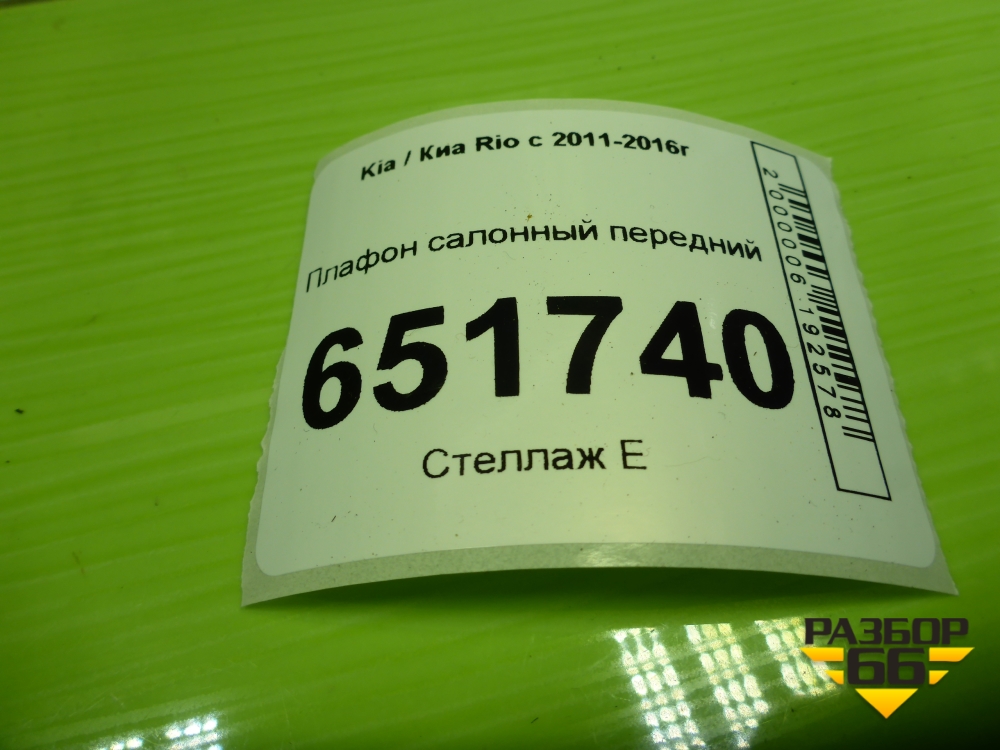 Kia / Киа Rio с 2011-2016г
Плафон салонный передний
651740
Стеллаж Е
2000006192578
РАЗБОР
66